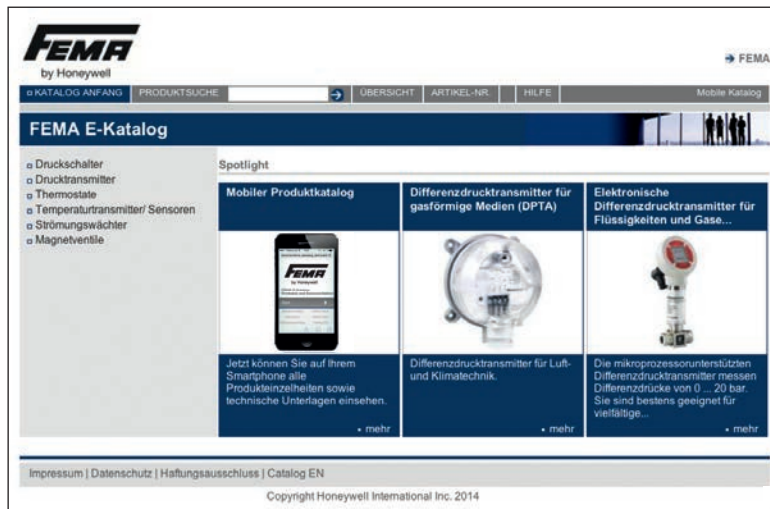 FEMA
by Honeywell
FEMA
KATALOG ANFANG PRODUKTSUCHE ÜBERSICHT ARTIKEL-NR. HILFE Mobile Katalog
FEMA E-Katalog
Druckschalter
Drucktransmitter
Thermostate
Temperaturtransmitter/ Sensoren
Strömungswächter
Magnetventile
Spotlight
Mobiler Produktkatalog
FEMA
by Honeywell
Jetzt können Sie auf Ihrem
Smartphone alle
Produkteinzelheiten sowie
technische Unterlagen einsehen.
mehr
Differenzdrucktransmitter für
gasförmige Medien (DPTA)
Differenzdrucktransmitter für Luft-
und Klimatechnik.
mehr
Elektronische
Differenzdrucktransmitter für
Flüssigkeiten und Gase...
Die mikroprozessorunterstützten
Differenzdrucktransmitter messen
Differenzdrücke von 0 ... 20 bar.
Sie sind bestens geeignet für
vielfältige...
mehr
Impressum | Datenschutz | Haftungsausschluss | Catalog EN
Copyright Honeywell International Inc. 2014